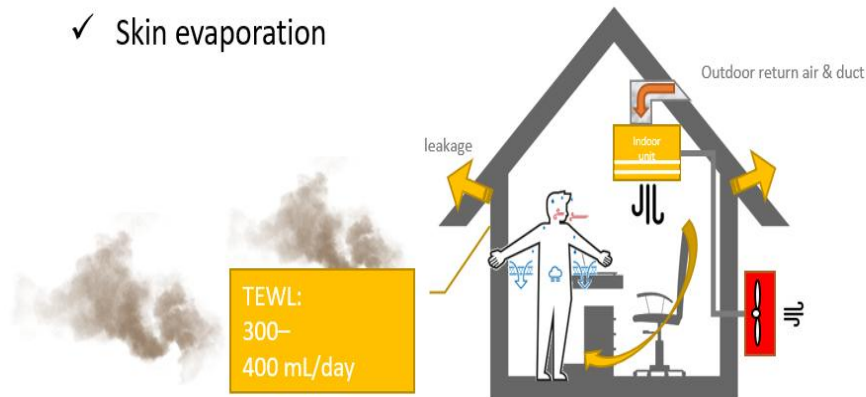 ✓ Skin evaporation
Outdoor return air & duct
Indoor
unit
leakage
TEWL:
300–
400 mL/day